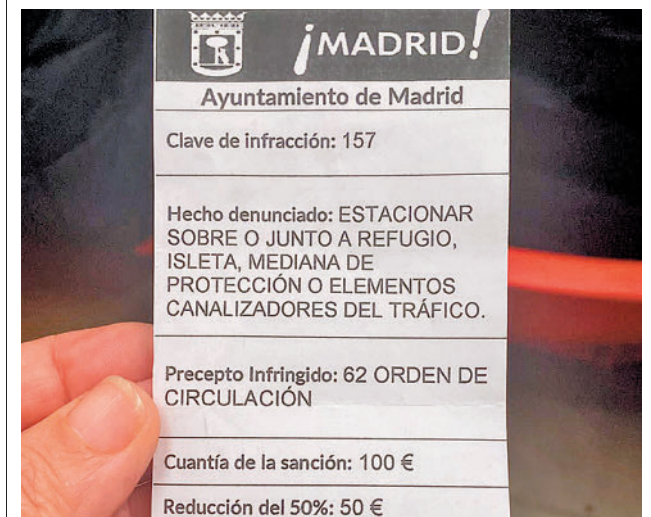 ¡MADRID!
Ayuntamiento de Madrid
Clave de infracción: 157
Hecho denunciado: ESTACIONAR
SOBRE O JUNTO A REFUGIO,
ISLETA, MEDIANA DE
PROTECCIÓN O ELEMENTOS
CANALIZADORES DEL TRÁFICO.
Precepto Infringido: 62 ORDEN DE
CIRCULACIÓN
Cuantía de la sanción: 100 €
Reducción del 50%: 50 €